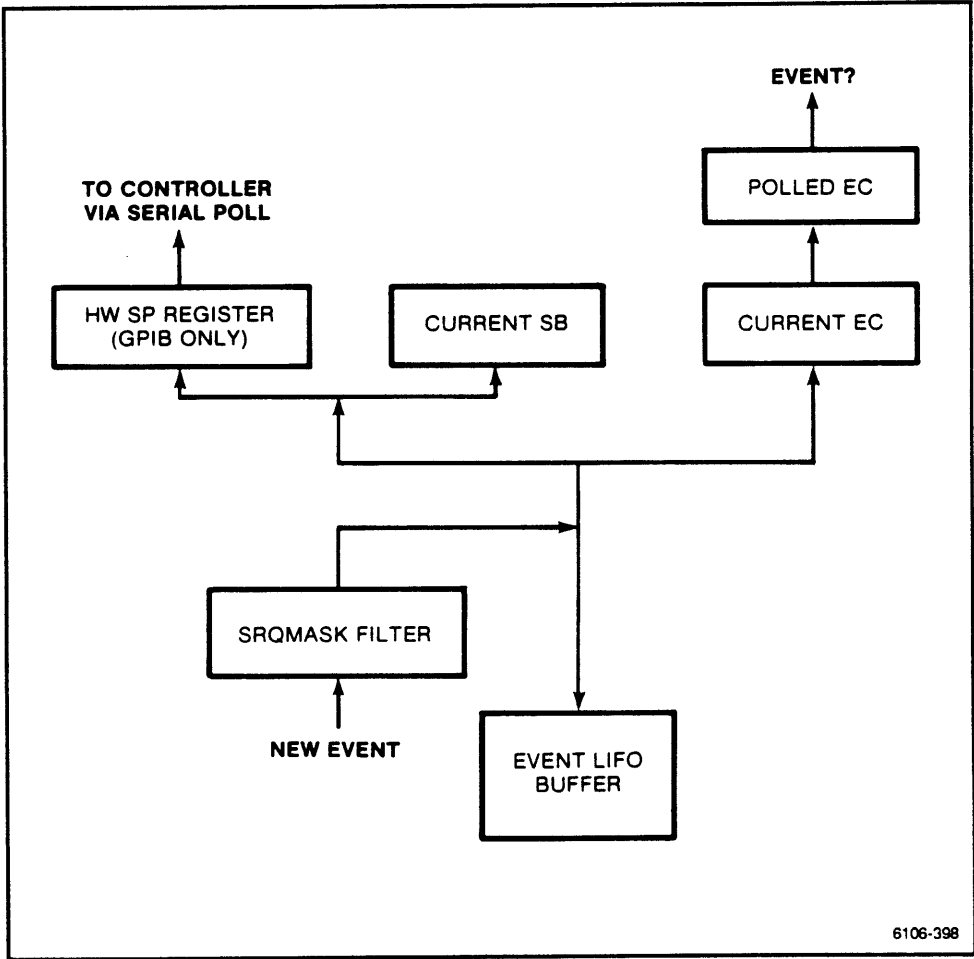 EVENT?
POLLED EC
TO CONTROLLER
VIA SERIAL POLL
HW SP REGISTER
(GPIB ONLY)
CURRENT SB
CURRENT EC
SRQMASK FILTER
NEW EVENT
EVENT LIFO
BUFFER
6106-398